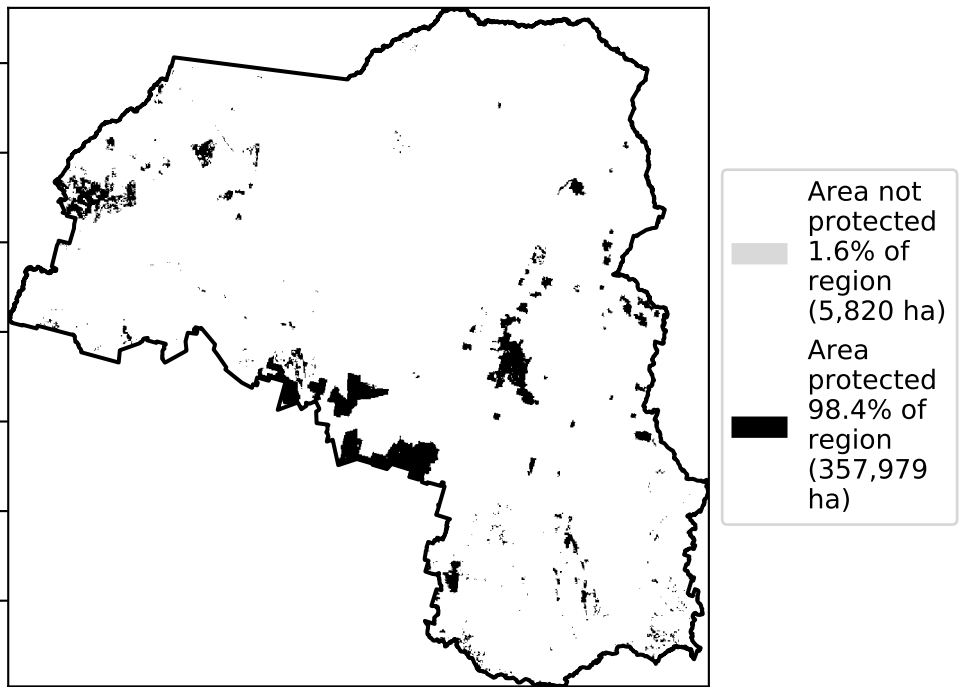 Area not
protected
1.6% of
region
(5,820 ha)
Area
protected
98.4% of
region
(357,979
ha)